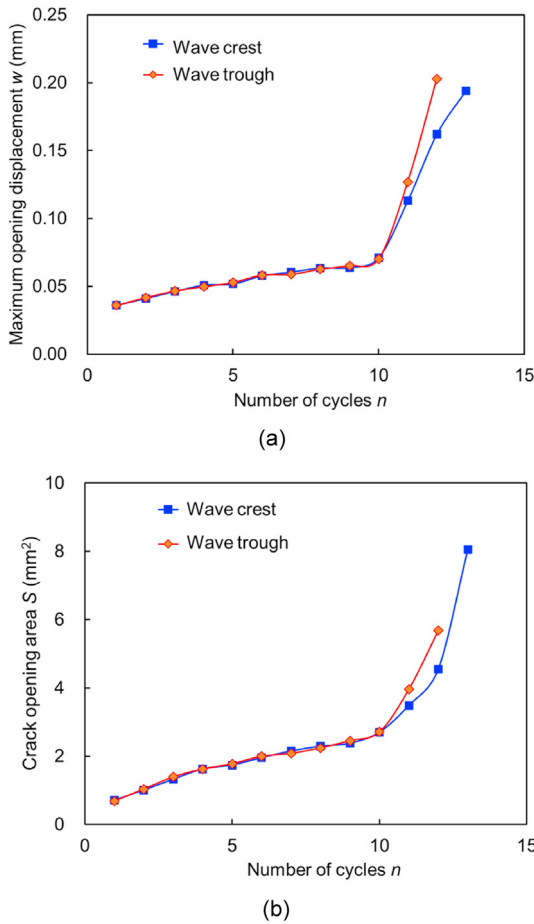 0.25
0.20
0.15
0.10
0.05
0.00
Maximum opening displacement w (mm)
Wave crest
Wave trough
0
5
10
15
Number of cycles n
(a)
10
8
6
4
2
0
Crack opening area S (mm²)
Wave crest
Wave trough
0
5
10
15
Number of cycles n
(b)